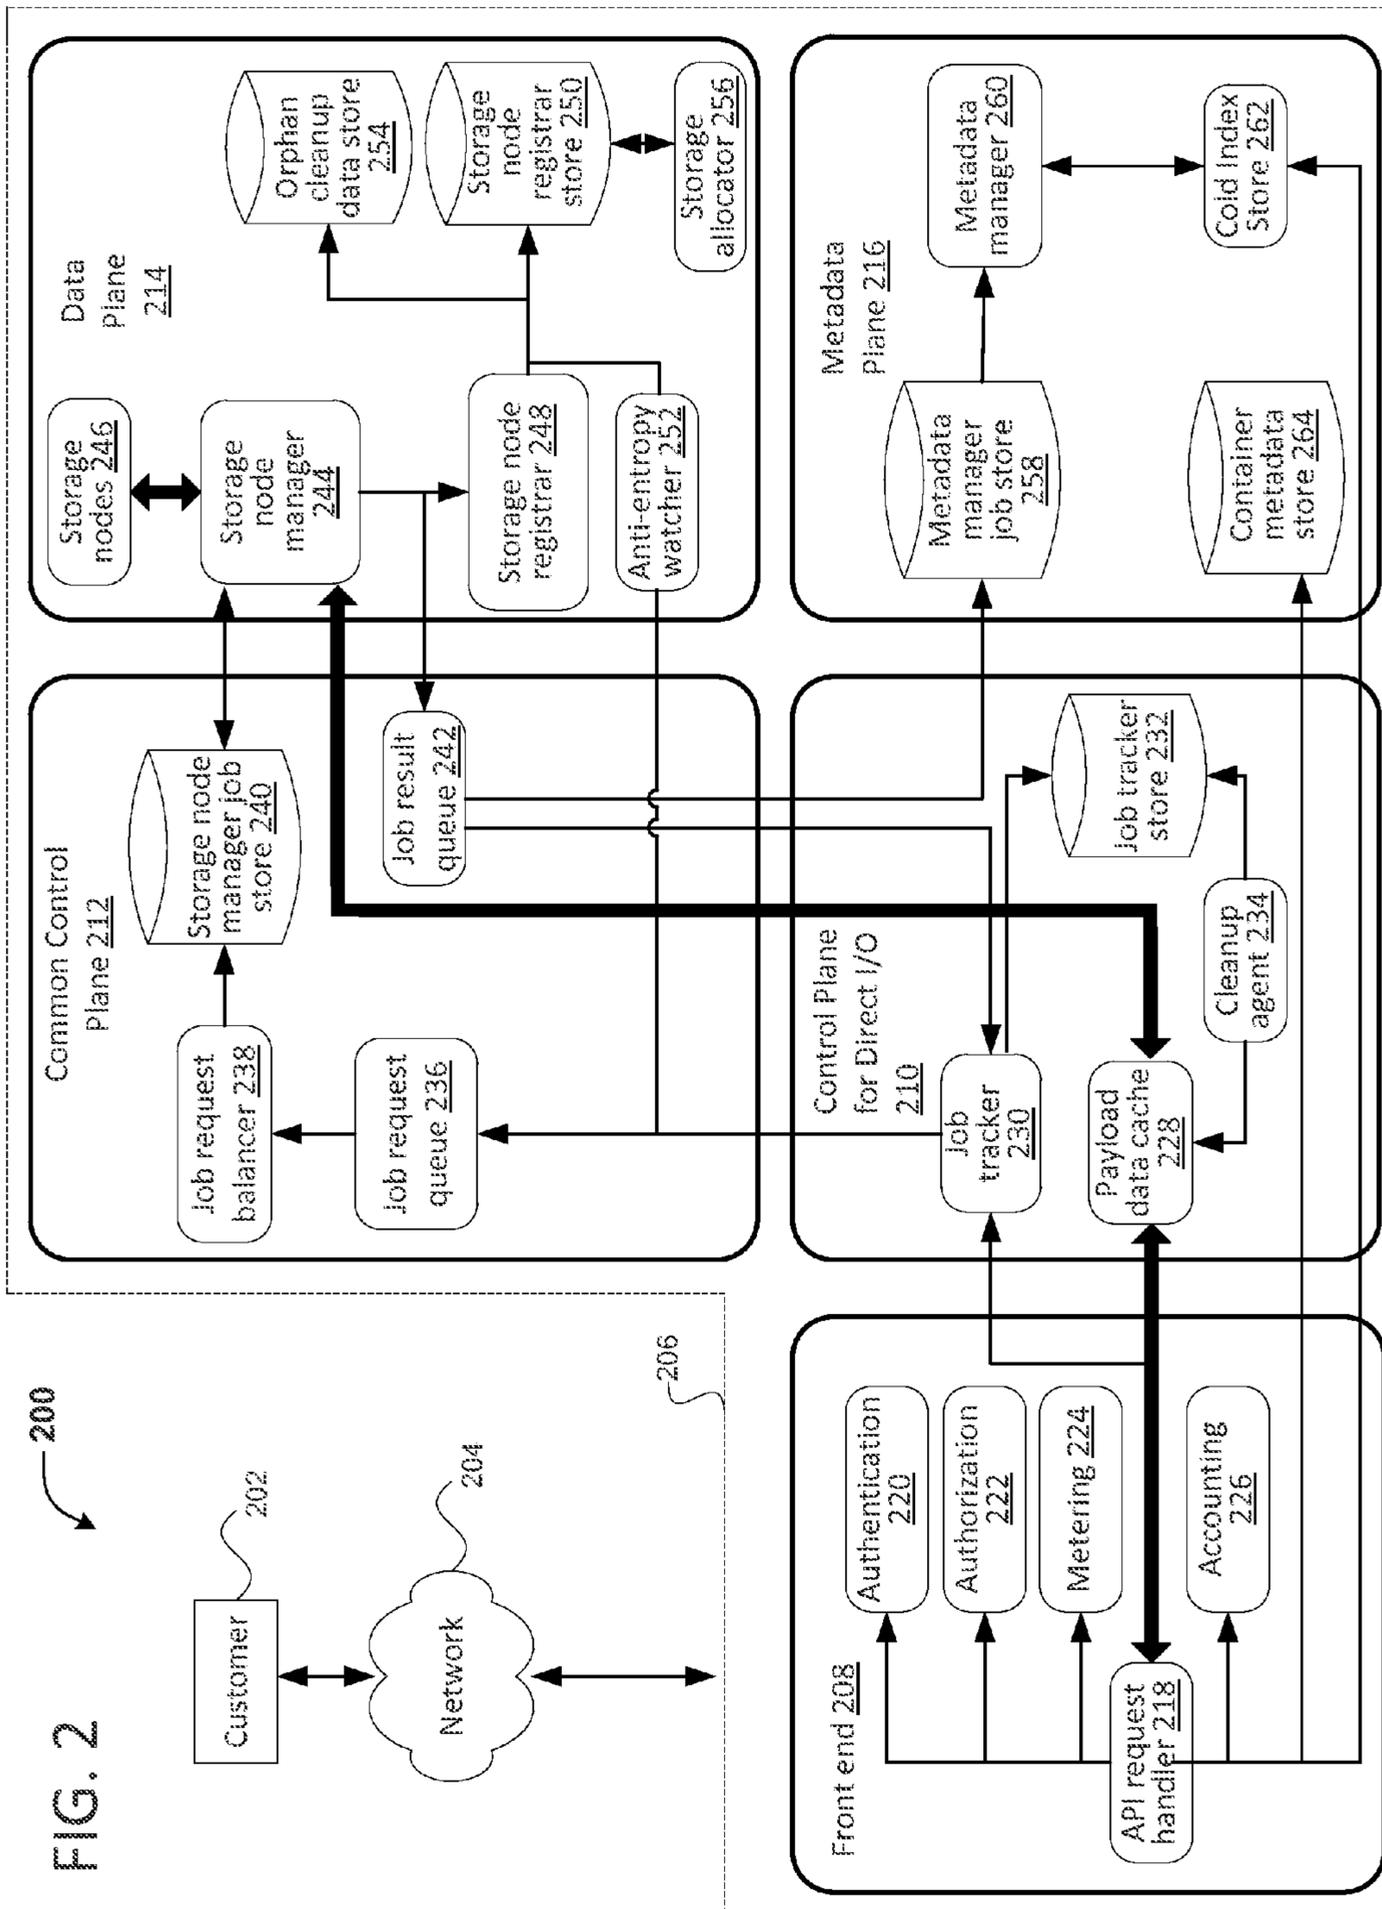 FIG. 2
200
Customer
202
Network
204
206
Front end 208
API request
handler 218
Authentication
220
Authorization
222
Metering 224
Accounting
226
Common Control
Plane 212
Job request
balancer 238
Job request
queue 236
Storage node
manager job
store 240
Job result
queue 242
Control Plane
for Direct I/O
210
Job
tracker
230
Payload
data cache
228
Job tracker
store 232
Cleanup
agent 234
Data
Plane
214
Storage
nodes 246
Storage
node
manager
244
Storage node
registrar 248
Anti-entropy
watcher 252
Orphan
cleanup
data store
254
Storage
node
registrar
store 250
Storage
allocator 256
Metadata
Plane 216
Metadata
manager
job store
258
Metadata
manager 260
Container
metadata
store 264
Cold Index
Store 262